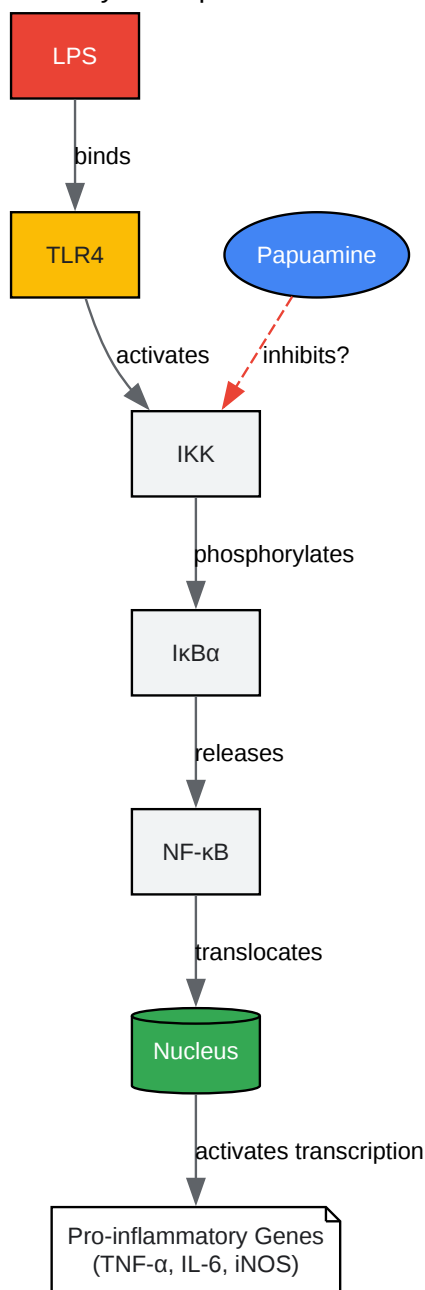 LPS
binds
TLR4
Papuamine
activates
inhibits?
IKK
phosphorylates
IκBα
releases
NF-κB
translocates
Nucleus
activates transcription
Pro-inflammatory Genes
(TNF-α, IL-6, iNOS)